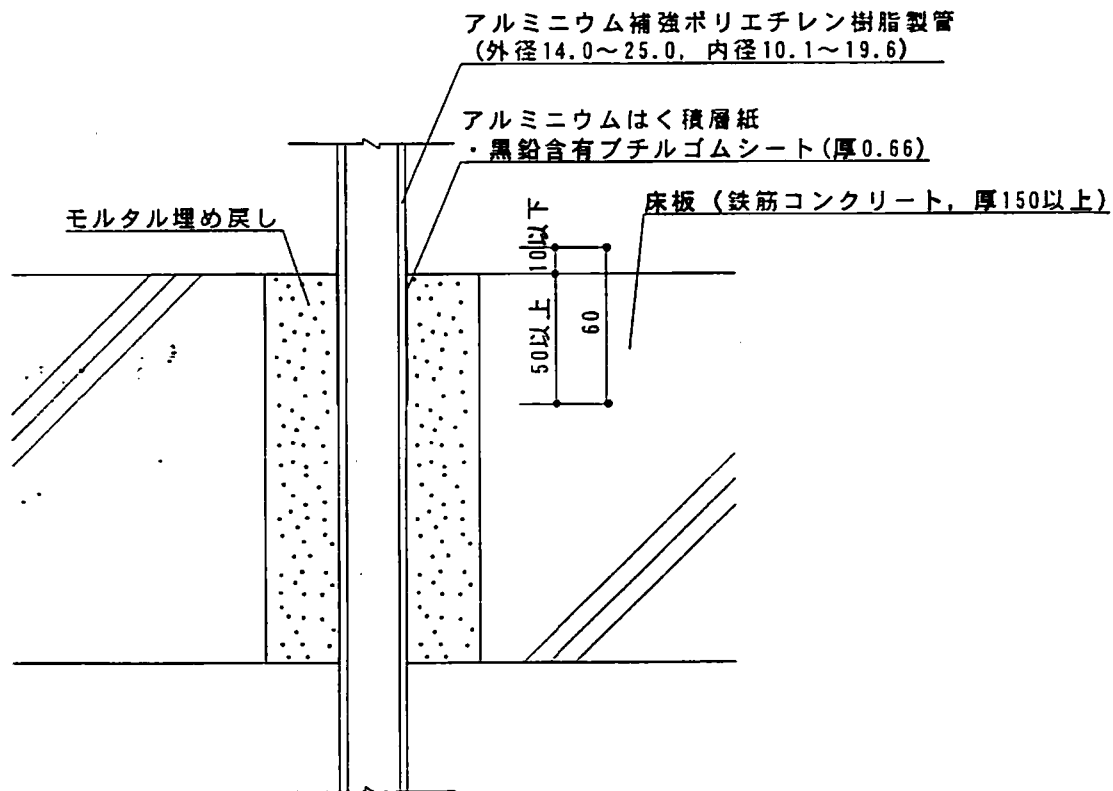 アルミニウム補強ポリエチレン樹脂製管
(外径14.0～25.0, 内径10.1～19.6)
アルミニウムはく積層紙
・黒鉛含有ブチルゴムシート(厚0.66)
モルタル埋め戻し
床板 (鉄筋コンクリート, 厚150以上)
10以下
50以上
60